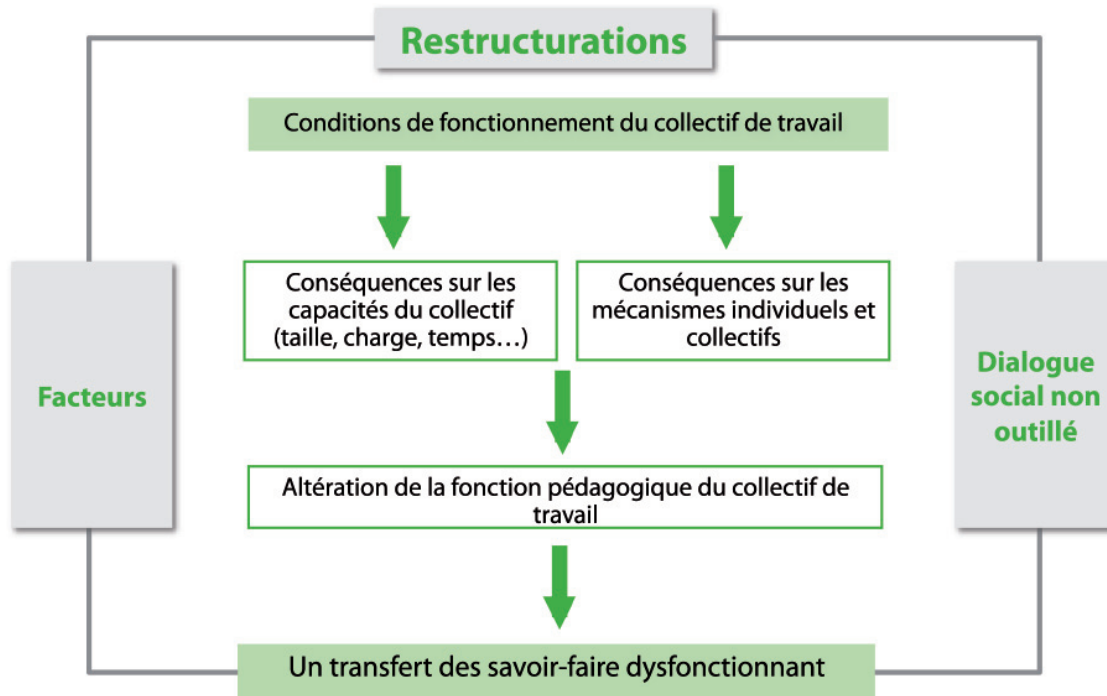 Restructurations
Conditions de fonctionnement du collectif de travail
Conséquences sur les
capacités du collectif
(taille, charge, temps…)
Conséquences sur les
mécanismes individuels et
collectifs
Facteurs
Dialogue
social non
outillé
Altération de la fonction pédagogique du collectif de
travail
Un transfert des savoir-faire dysfonctionnant